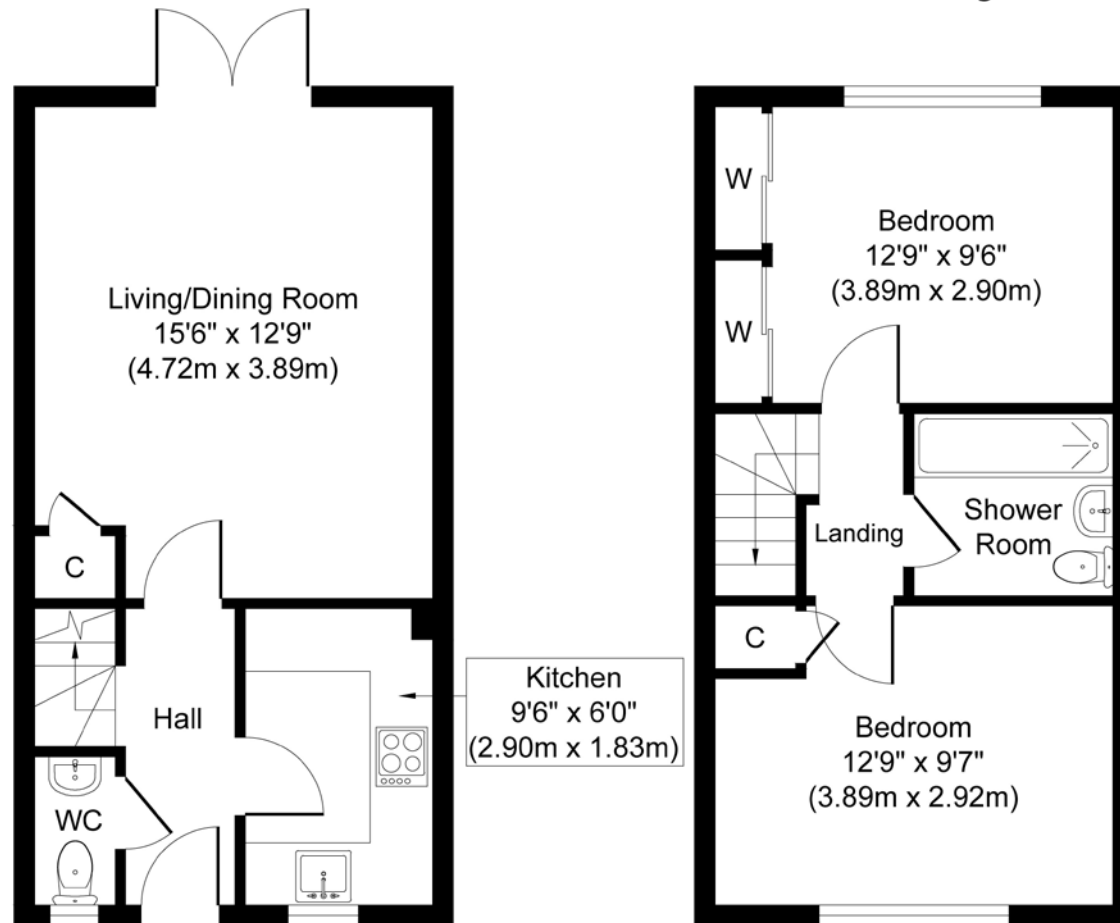 Living/Dining Room
15'6" x 12'9"
(4.72m x 3.89m)
C
Hall
WC
Kitchen
9'6" x 6'0"
(2.90m x 1.83m)
W
W
Bedroom
12'9" x 9'6"
(3.89m x 2.90m)
Landing
Shower
Room
C
Bedroom
12'9" x 9'7"
(3.89m x 2.92m)